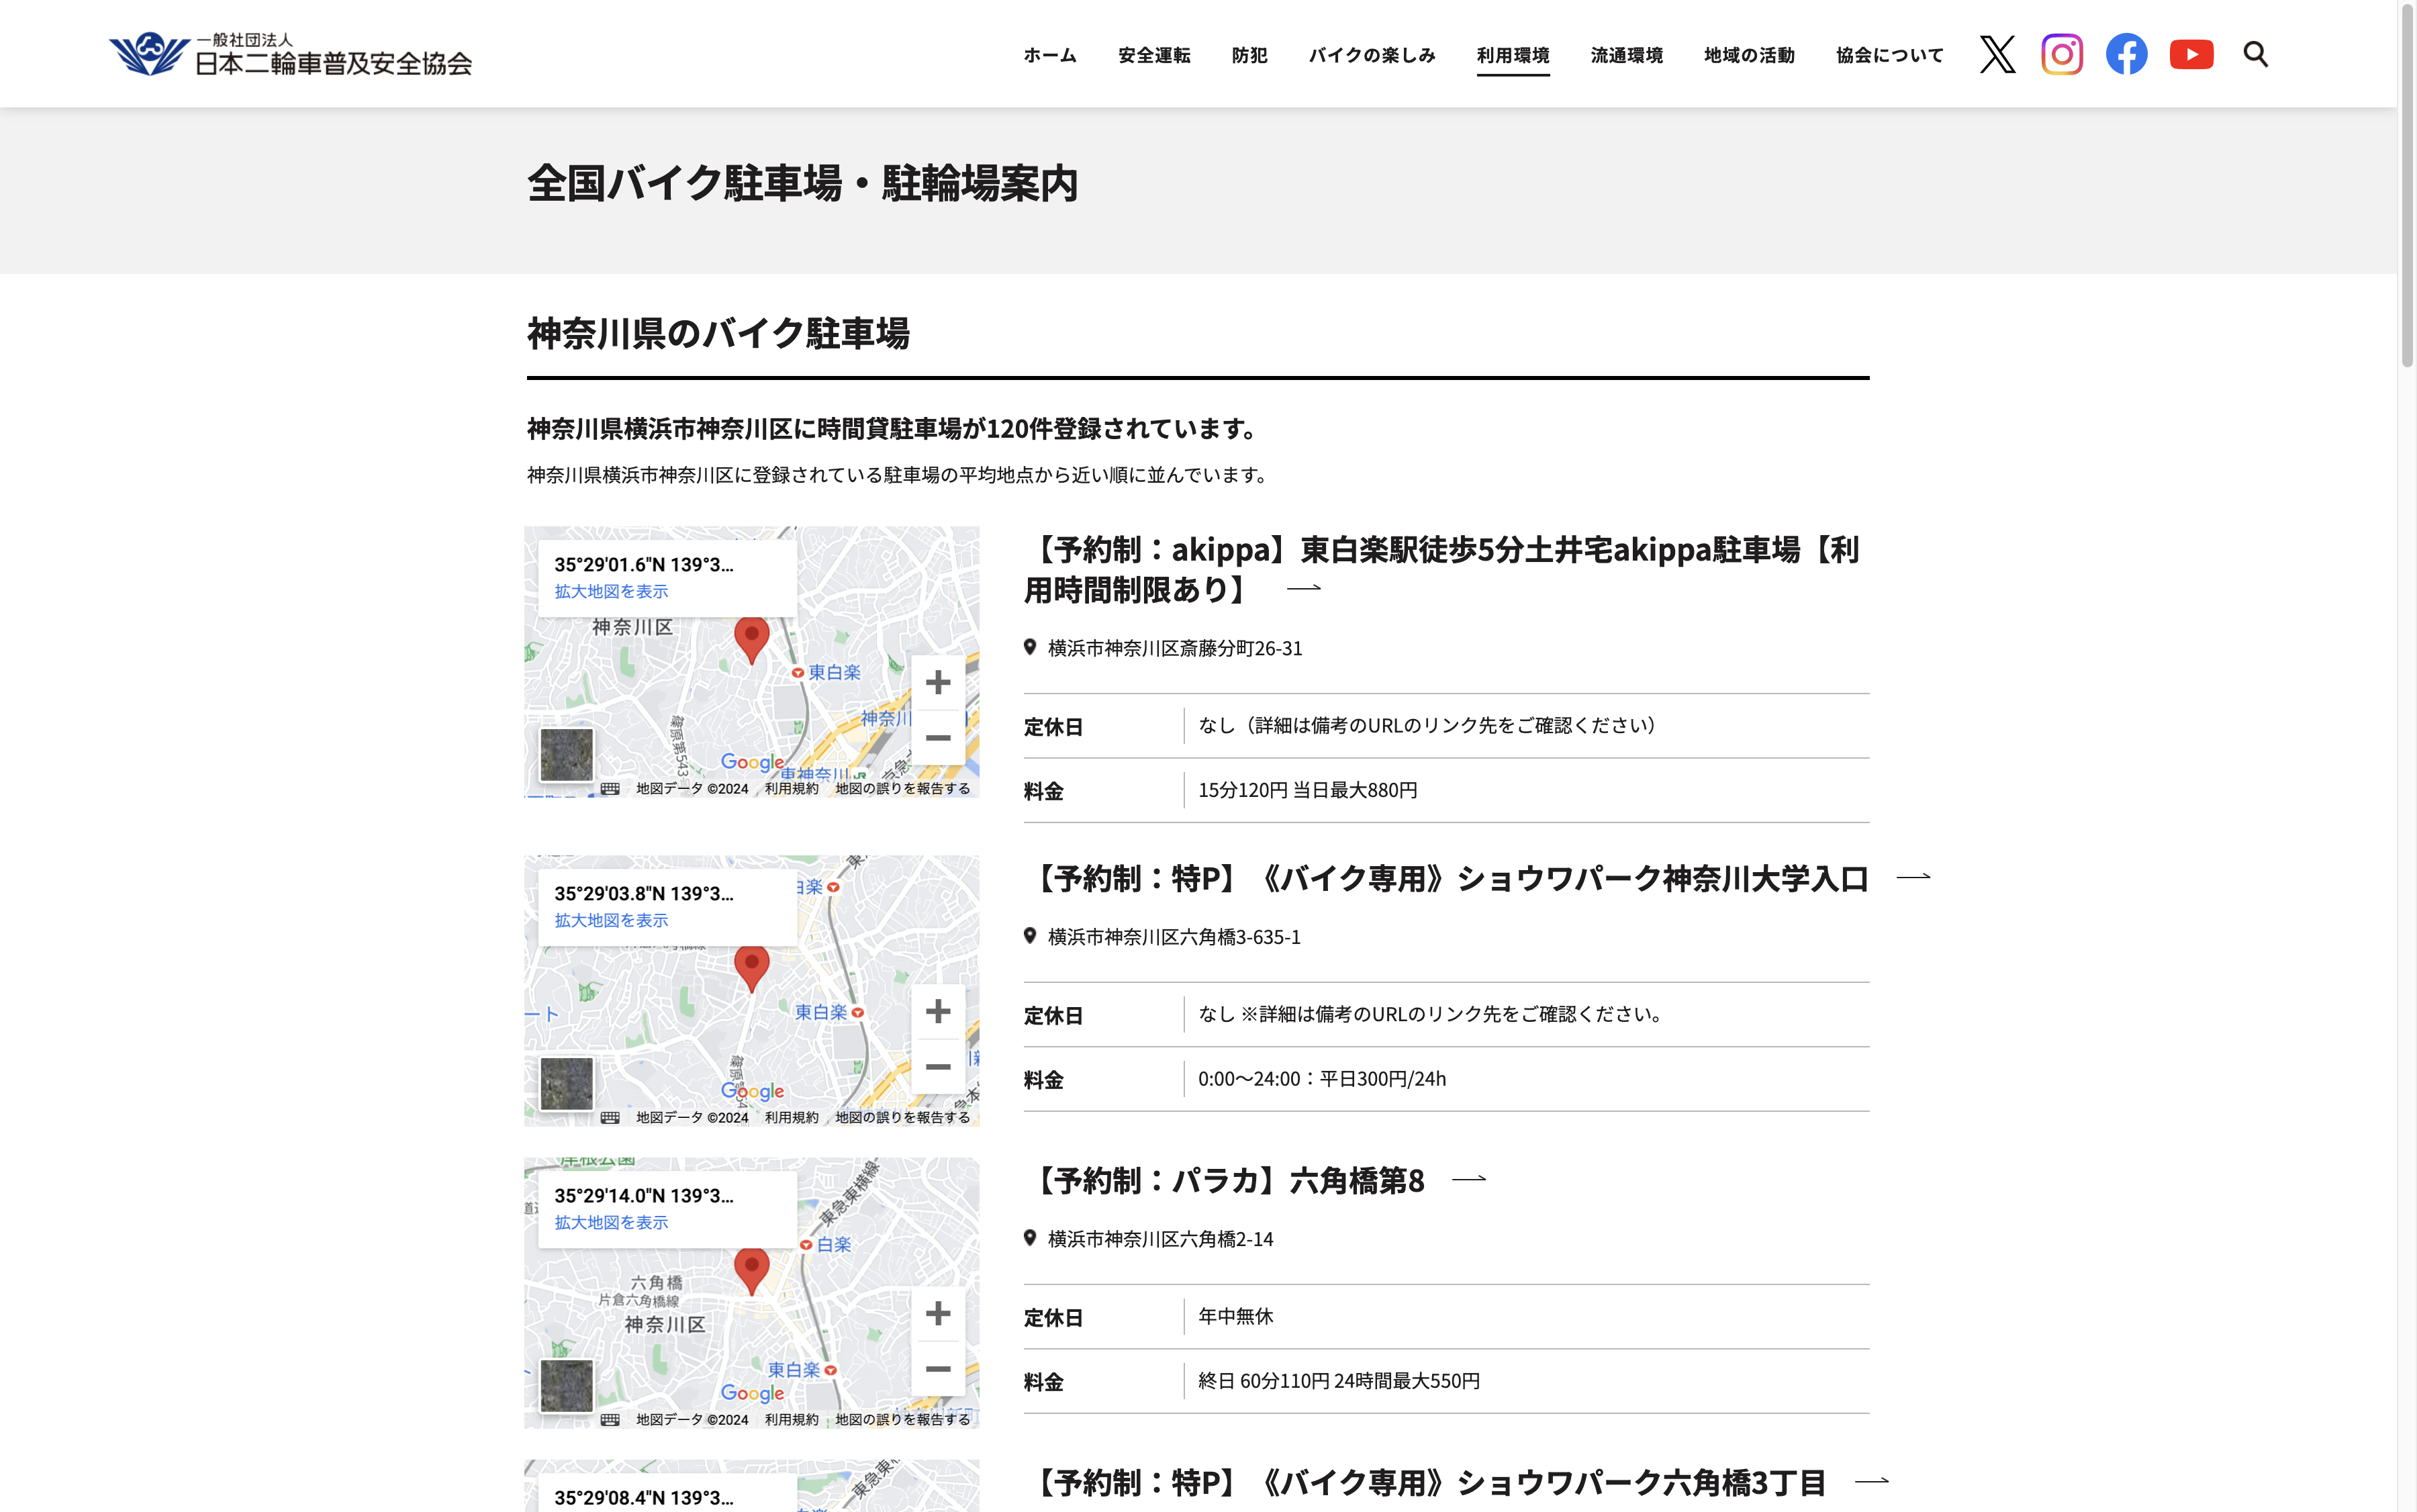 一般社団法人
日本二輪車普及安全協会
ホーム 安全運転 防犯 バイクの楽しみ 利用環境 流通環境 地域の活動 協会について
全国バイク駐車場・駐輪場案内
神奈川県のバイク駐車場
神奈川県横浜市神奈川区に時間貸駐車場が120件登録されています。
神奈川県横浜市神奈川区に登録されている駐車場の平均地点から近い順に並んでいます。
35°29'01.6"N 139°3...
拡大地図を表示
神奈川区
東白楽
神奈川
Google
東神奈川
地図データ ©2024 利用規約 地図の誤りを報告する
【予約制：akippa】東白楽駅徒歩5分土井宅akippa駐車場【利
用時間制限あり】
横浜市神奈川区斎藤分町26-31
定休日 なし（詳細は備考のURLのリンク先をご確認ください）
料金 15分120円 当日最大880円
35°29'03.8"N 139°3...
拡大地図を表示
東白楽
ート
Google
地図データ ©2024 利用規約 地図の誤りを報告する
【予約制：特P】《バイク専用》ショウワパーク神奈川大学入口
横浜市神奈川区六角橋3-635-1
定休日 なし ※詳細は備考のURLのリンク先をご確認ください。
料金 0:00～24:00：平日300円/24h
岸根公園
35°29'14.0"N 139°3...
拡大地図を表示
東急東横線
白楽
六角橋
片倉六角橋線
神奈川区
東白楽
Google
地図データ ©2024 利用規約 地図の誤りを報告する
【予約制：パラカ】六角橋第8
横浜市神奈川区六角橋2-14
定休日 年中無休
料金 終日 60分110円 24時間最大550円
35°29'08.4"N 139°3...
東急東
【予約制：特P】《バイク専用》ショウワパーク六角橋3丁目